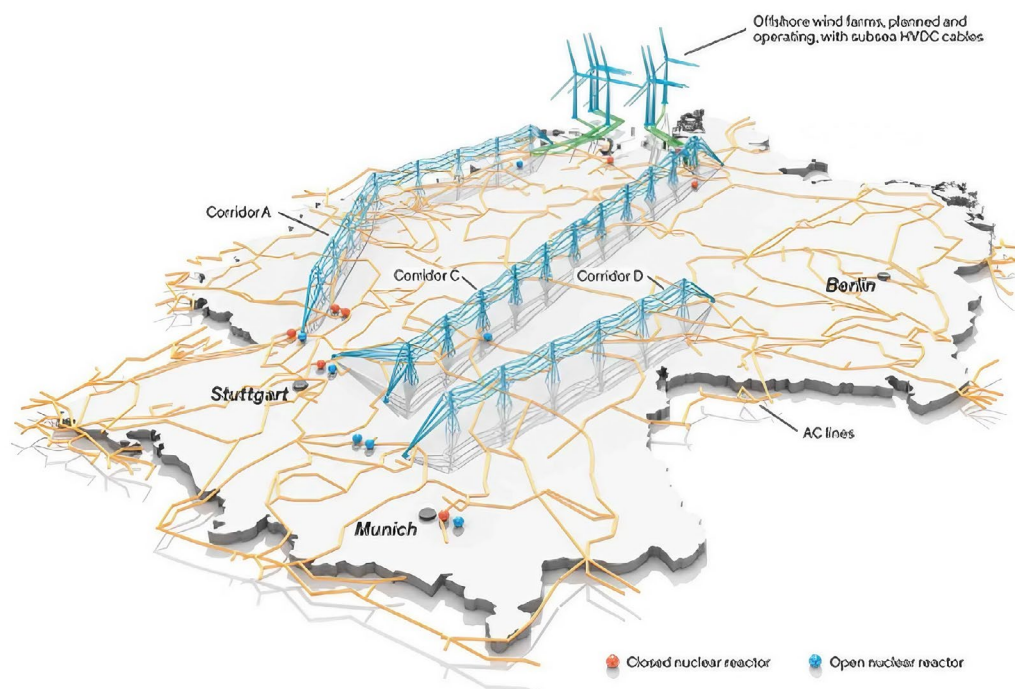 Offshore wind farms, planned and
operating, with subsea HVDC cables
Corridor A
Corridor C
Corridor D
Berlin
Stuttgart
AC lines
Munich
Closed nuclear reactor
Open nuclear reactor